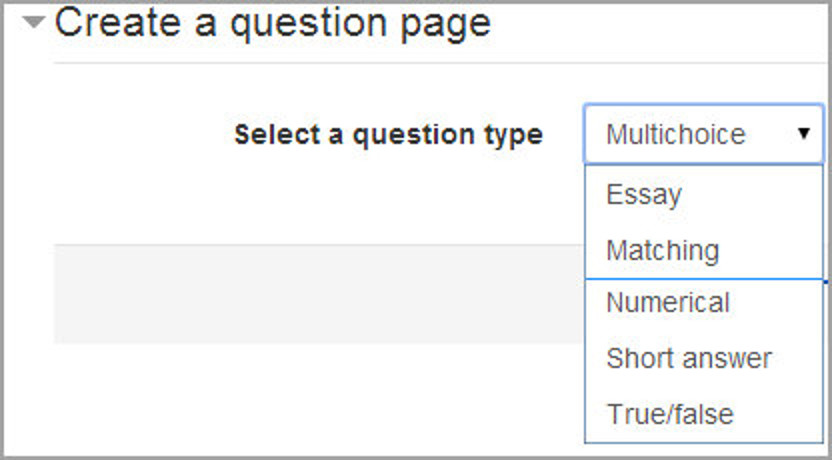 Create a question page
Select a question type
Multichoice
Essay
Matching
Numerical
Short answer
True/false